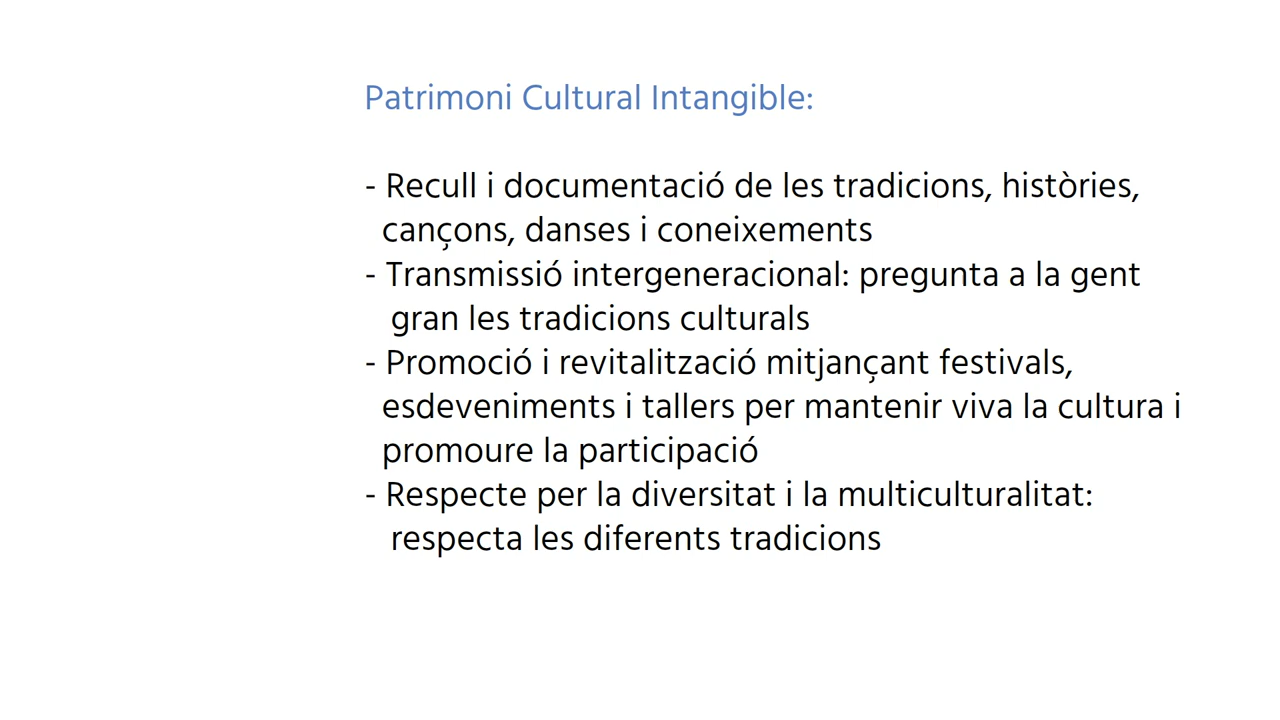 Patrimoni Cultural Intangible:
- Recull i documentació de les tradicions, històries,
cançons, danses i coneixements
- Transmissió intergeneracional: pregunta a la gent
gran les tradicions culturals
- Promoció i revitalització mitjançant festivals,
esdeveniments i tallers per mantenir viva la cultura i
promoure la participació
- Respecte per la diversitat i la multiculturalitat:
respecta les diferents tradicions